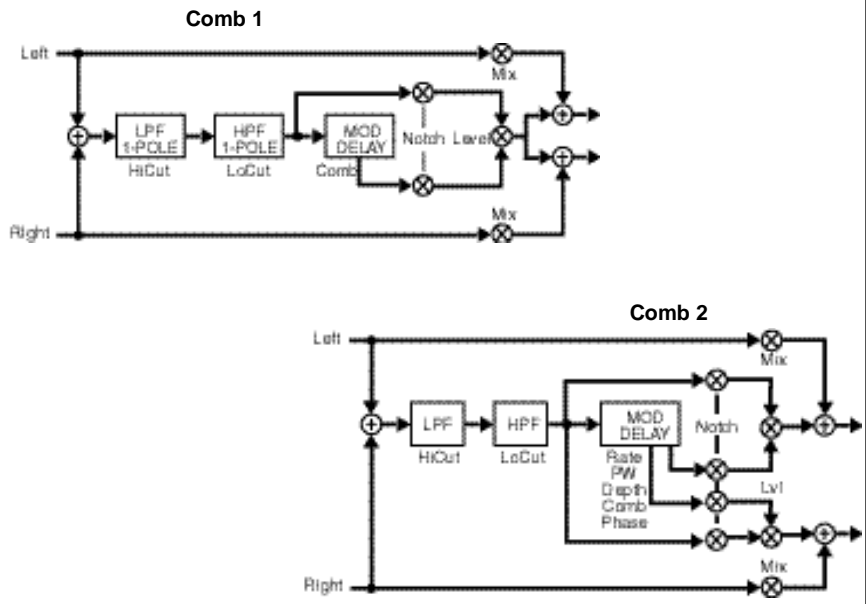 Comb 1
Left
Mix
LPF
1-POLE
HPF
1-POLE
MOD
DELAY
Notch
Level
HiCut
LoCut
Comb
Mix
Right
Comb 2
Left
Mix
LPF
HPF
MOD
DELAY
Notch
HiCut
LoCut
Rate
PW
Depth
Comb
Phase
Lvl
Mix
Right